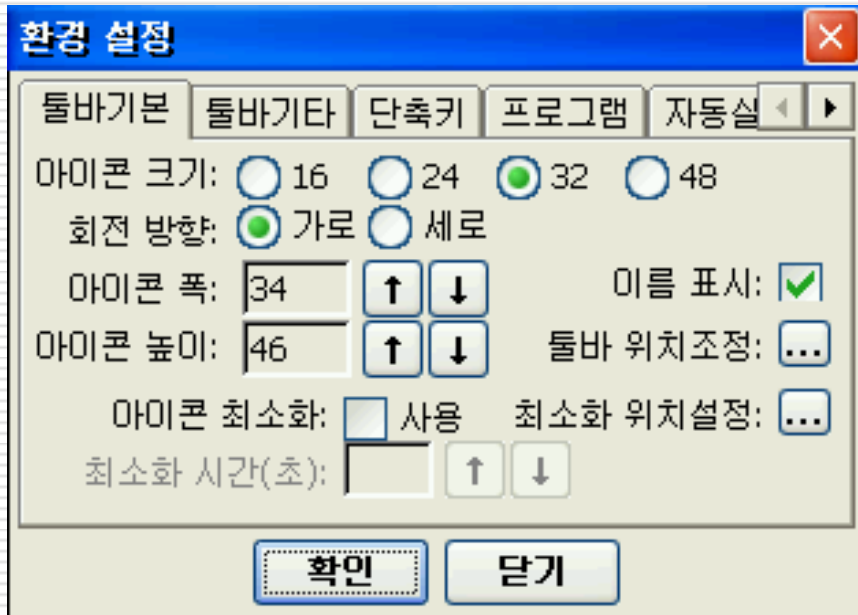 환경 설정
툴바기본 툴바기타 단축키 프로그램 자동실
아이콘 크기: 16 24 32 48
회전 방향: 가로 세로
아이콘 폭: 34 이름 표시:
아이콘 높이: 46 툴바 위치조정: ...
아이콘 최소화: 사용 최소화 위치설정: ...
최소화 시간(초):
확인 닫기